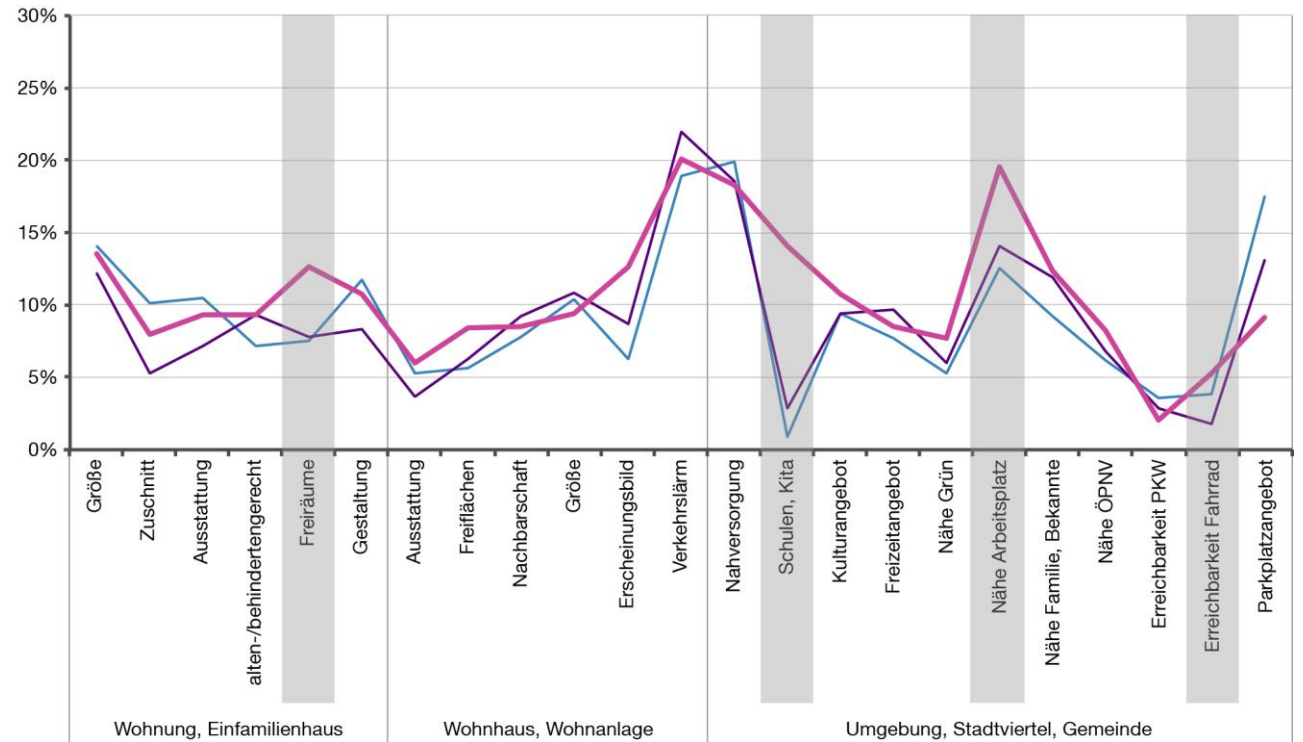 30%
25%
20%
15%
10%
5%
0%
Größe
Zuschnitt
Ausstattung
alten-/behindertengerecht
Freiräume
Gestaltung
Ausstattung
Freiflächen
Nachbarschaft
Größe
Erscheinungsbild
Verkehrslärm
Nahversorgung
Schulen, Kita
Kulturangebot
Freizeitangebot
Nähe Grün
Nähe Arbeitsplatz
Nähe Familie, Bekannte
Nähe ÖPNV
Erreichbarkeit PKW
Erreichbarkeit Fahrrad
Parkplatzangebot
Wohnung, Einfamilienhaus
Wohnhaus, Wohnanlage
Umgebung, Stadtviertel, Gemeinde